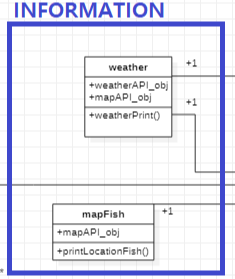 INFORMATION
weather
+1
+weatherAPI_obj
+mapAPI_obj
+1
+weatherPrint()
mapFish
+1
+mapAPI_obj
+printLocationFish()
*